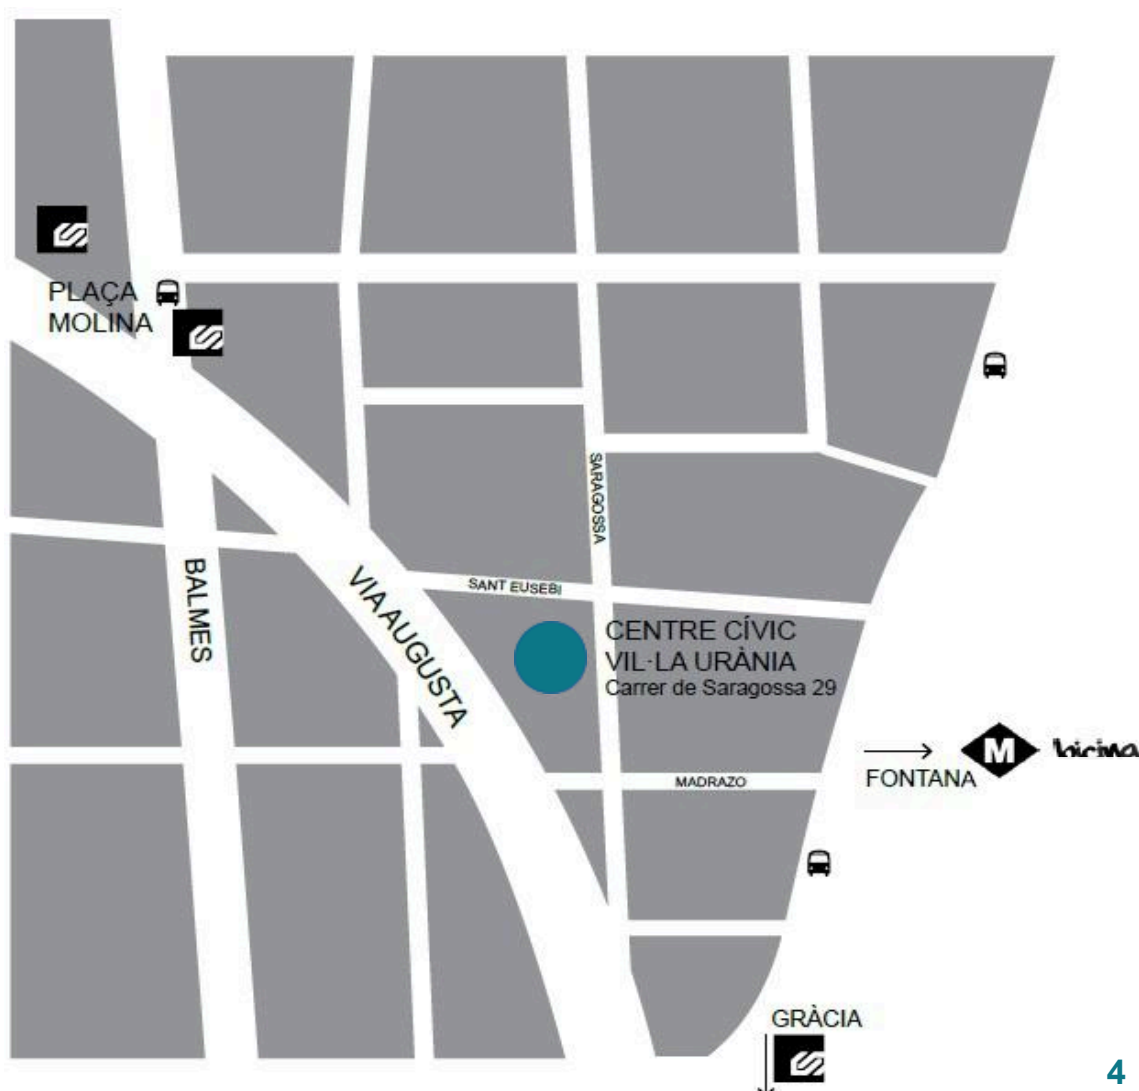 PLAÇA
MOLINA
SARAGOSSA
SANT EUSEBI
BALMES
VIA AUGUSTA
CENTRE CÍVIC
VIL·LA URÀNIA
Carrer de Saragossa 29
M
FONTANA
MADRAZO
GRÀCIA
4